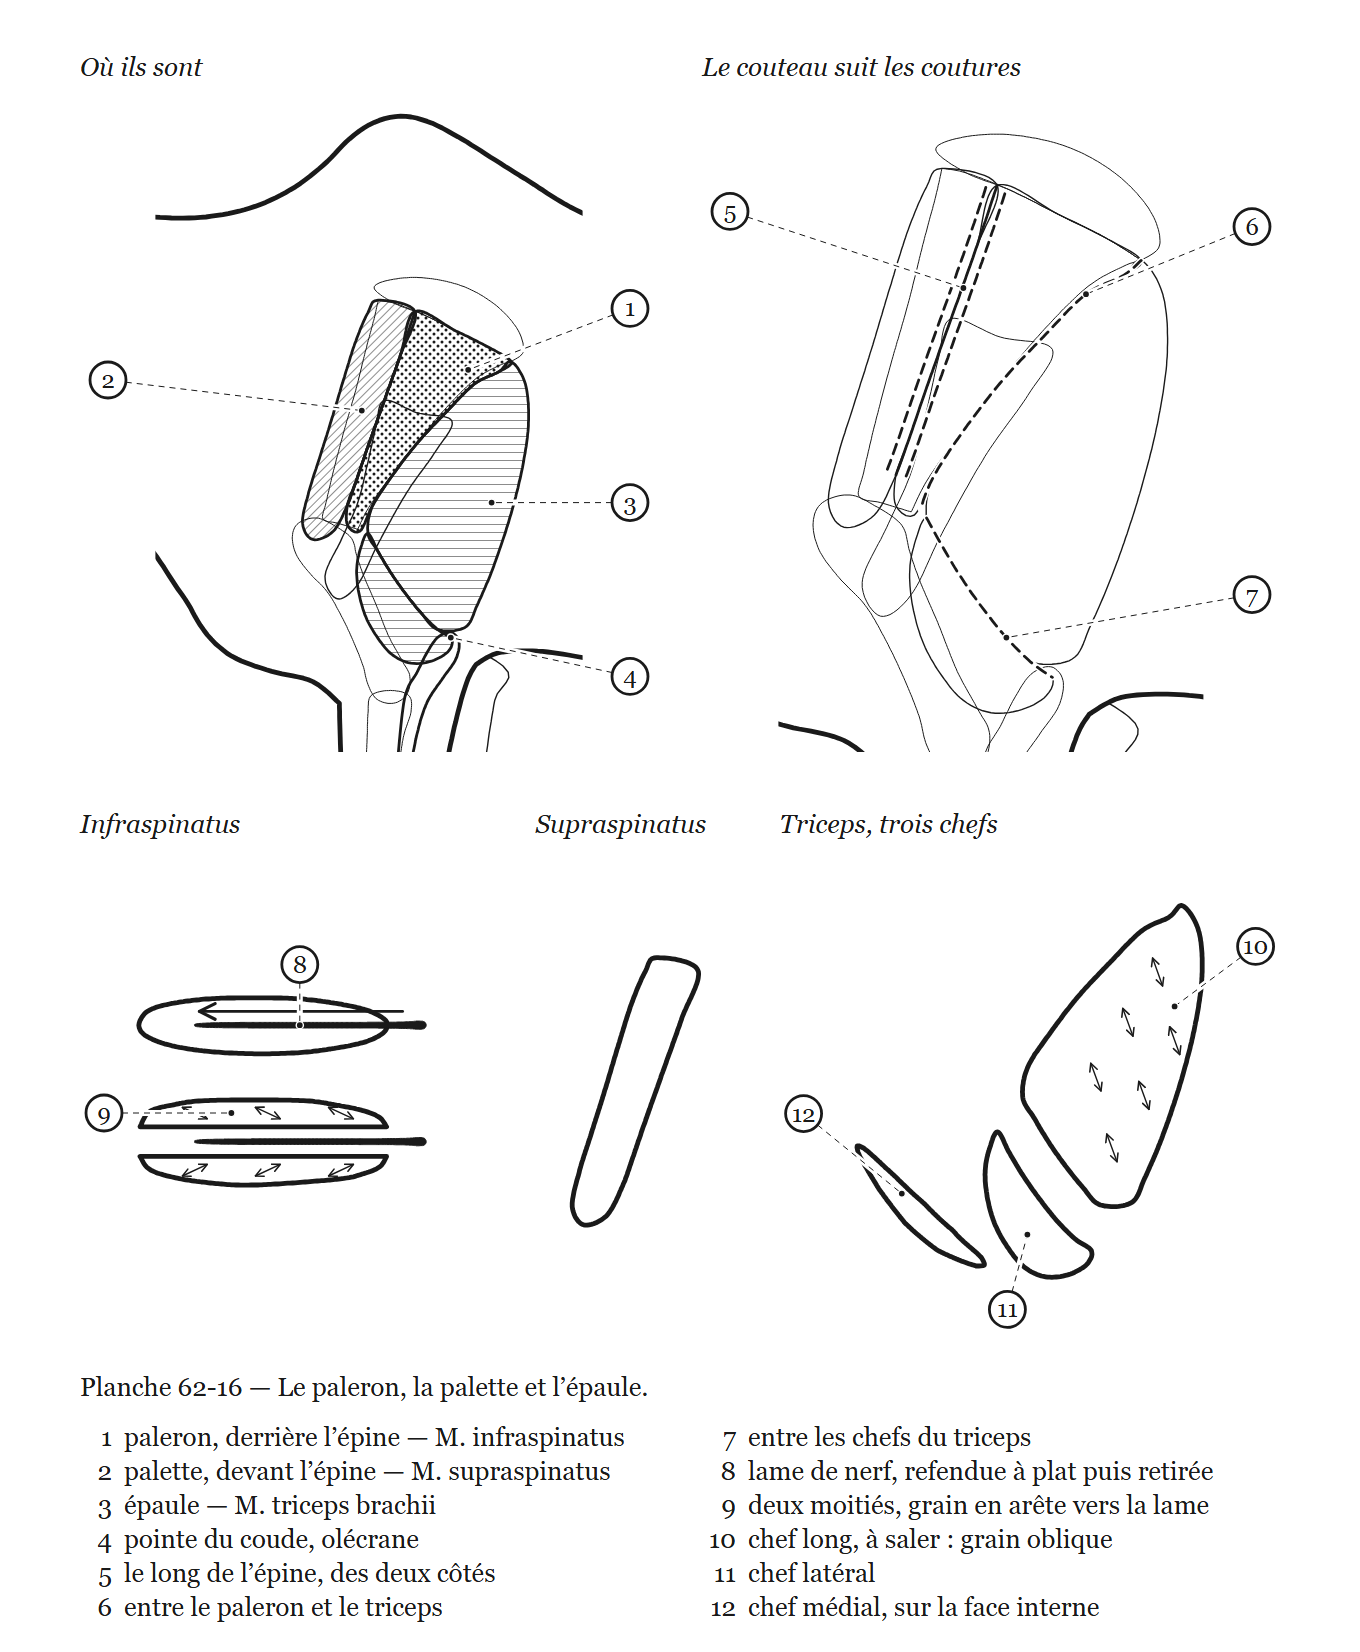 Où ils sont
Le couteau suit les coutures
1
2
3
4
5
6
7
Infraspinatus
Supraspinatus
Triceps, trois chefs
8
9
10
11
12
Planche 62-16 — Le paleron, la palette et l’épaule.
1 paleron, derrière l’épine — M. infraspinatus
2 palette, devant l’épine — M. supraspinatus
3 épaule — M. triceps brachii
4 pointe du coude, olécrane
5 le long de l’épine, des deux côtés
6 entre le paleron et le triceps
7 entre les chefs du triceps
8 lame de nerf, refendue à plat puis retirée
9 deux moitiés, grain en arête vers la lame
10 chef long, à saler : grain oblique
11 chef latéral
12 chef médial, sur la face interne